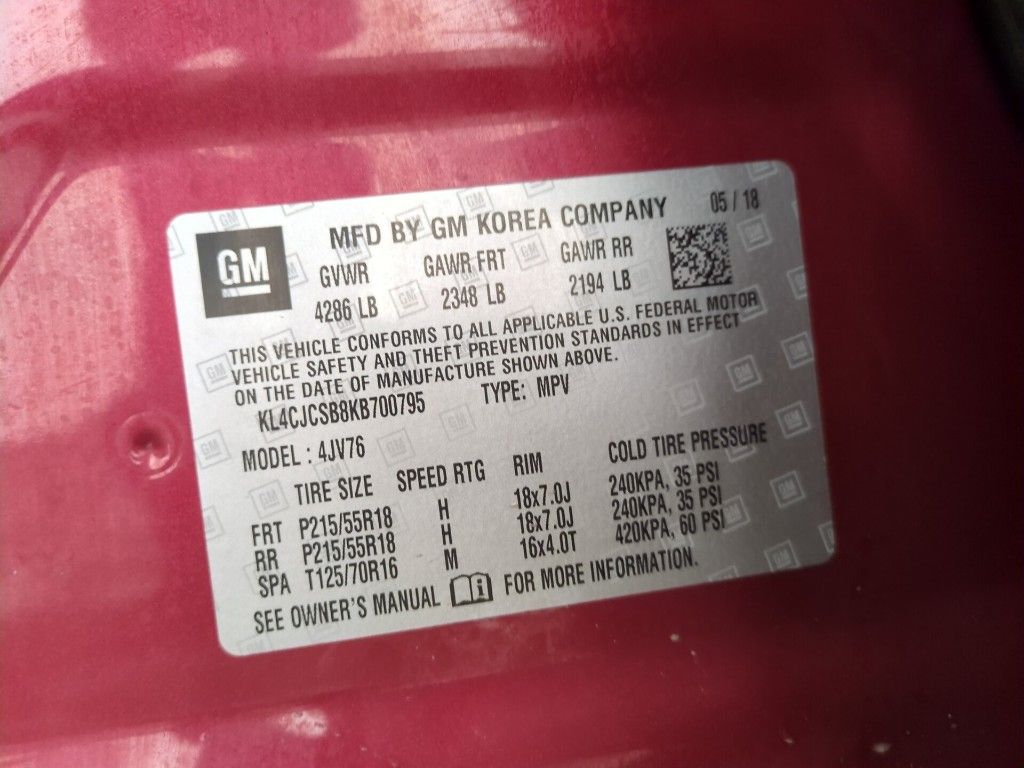 GM
MFD BY GM KOREA COMPANY 05 / 18
GVWR GAWR FRT GAWR RR
4286 LB 2348 LB 2194 LB
THIS VEHICLE CONFORMS TO ALL APPLICABLE U.S. FEDERAL MOTOR
VEHICLE SAFETY AND THEFT PREVENTION STANDARDS IN EFFECT
ON THE DATE OF MANUFACTURE SHOWN ABOVE.
KL4CJCSB8KB700795 TYPE: MPV
MODEL : 4JV76
TIRE SIZE SPEED RTG RIM COLD TIRE PRESSURE
FRT P215/55R18 H 18x7.0J 240KPA, 35 PSI
RR P215/55R18 H 18x7.0J 240KPA, 35 PSI
SPA T125/70R16 M 16x4.0T 420KPA, 60 PSI
SEE OWNER'S MANUAL FOR MORE INFORMATION.